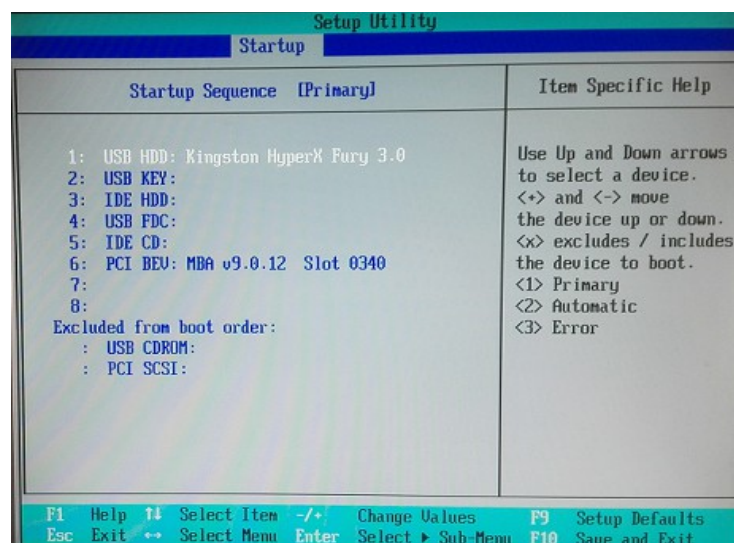 Setup Utility
Startup
Startup Sequence [Primary]
Item Specific Help
1: USB HDD: Kingston HyperX Fury 3.0
2: USB KEY:
3: IDE HDD:
4: USB FDC:
5: IDE CD:
6: PCI BEV: MBA v9.0.12 Slot 0340
7:
8:
Excluded from boot order:
: USB CDROM:
: PCI SCSI:
Use Up and Down arrows
to select a device.
<+> and <-> move
the device up or down.
<x> excludes / includes
the device to boot.
<1> Primary
<2> Automatic
<3> Error
F1 Help ↑↓ Select Item -/+ Change Values F9 Setup Defaults
Esc Exit ↔ Select Menu Enter Select ▶ Sub-Menu F10 Save and Exit